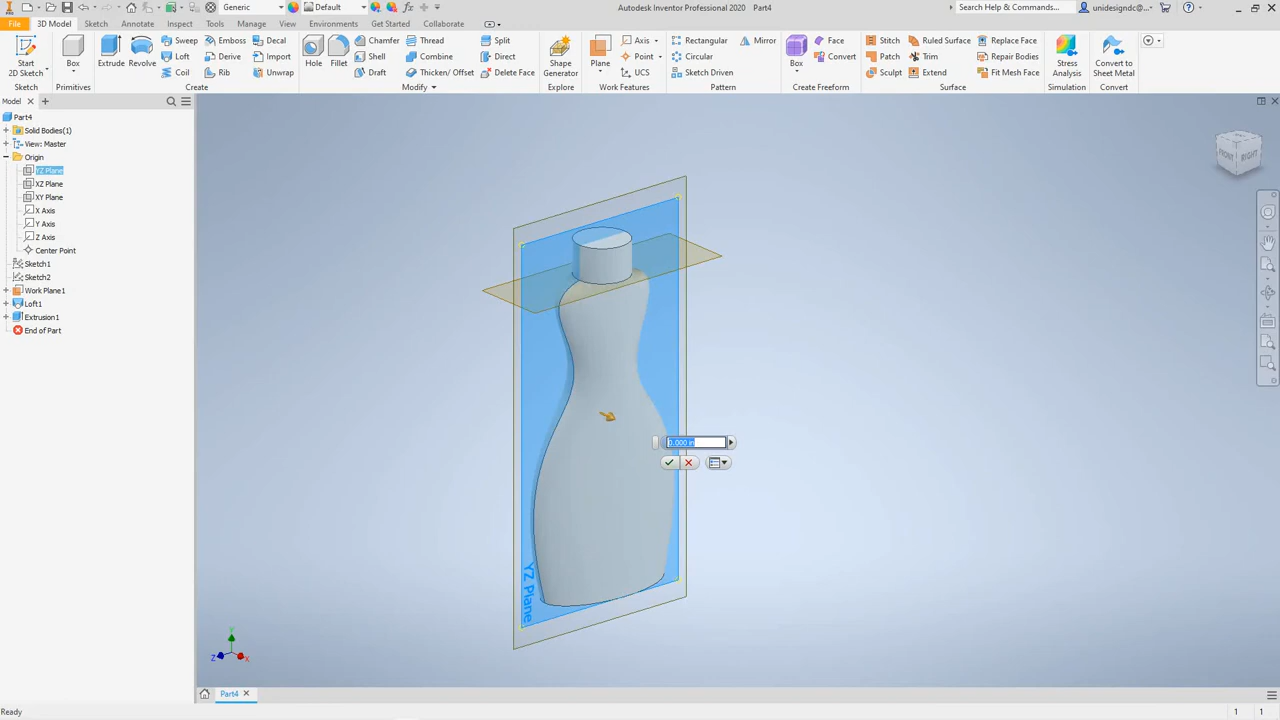 Generic
Default
Autodesk Inventor Professional 2020 Part4
Search Help & Commands...
unidesigndc@...
File
3D Model
Sketch
Annotate
Inspect
Tools
Manage
View
Environments
Get Started
Collaborate
Start
2D Sketch
Box
Extrude
Revolve
Sweep
Loft
Coil
Emboss
Derive
Rib
Decal
Import
Unwrap
Hole
Fillet
Chamfer
Shell
Draft
Thread
Combine
Thicken/ Offset
Split
Direct
Delete Face
Shape
Generator
Plane
Axis
Point
UCS
Rectangular
Circular
Sketch Driven
Mirror
Box
Face
Convert
Stitch
Patch
Sculpt
Ruled Surface
Trim
Extend
Replace Face
Repair Bodies
Fit Mesh Face
Stress
Analysis
Convert to
Sheet Metal
Sketch
Primitives
Create
Modify
Explore
Work Features
Pattern
Create Freeform
Surface
Simulation
Convert
Model
Part4
Solid Bodies(1)
View: Master
Origin
YZ Plane
XZ Plane
XY Plane
X Axis
Y Axis
Z Axis
Center Point
Sketch1
Sketch2
Work Plane1
Loft1
Extrusion1
End of Part
FRONT
RIGHT
0.000 in
YZ Plane
Y
Z
X
Part4
Ready
1
1